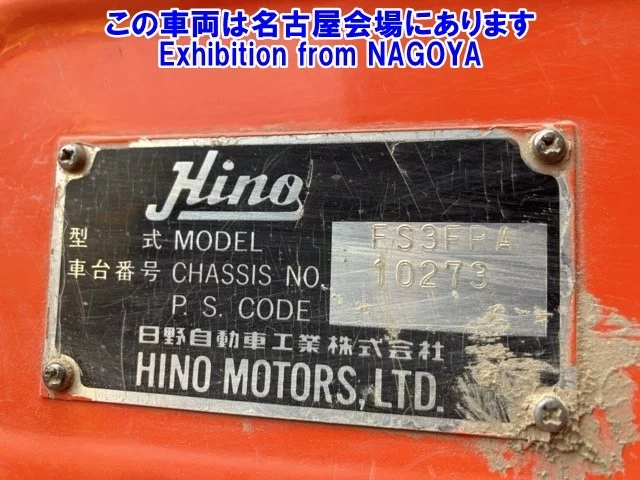 この車両は名古屋会場にあります
Exhibition from NAGOYA
Hino
型 式 MODEL FS3FPA
車台番号 CHASSIS NO. 10273
P. S. CODE
日野自動車工業株式会社
HINO MOTORS, LTD.